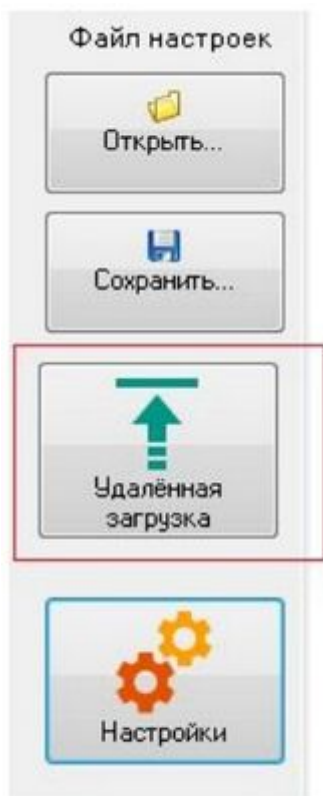 Файл настроек
Открыть...
Сохранить...
Удалённая
загрузка
Настройки